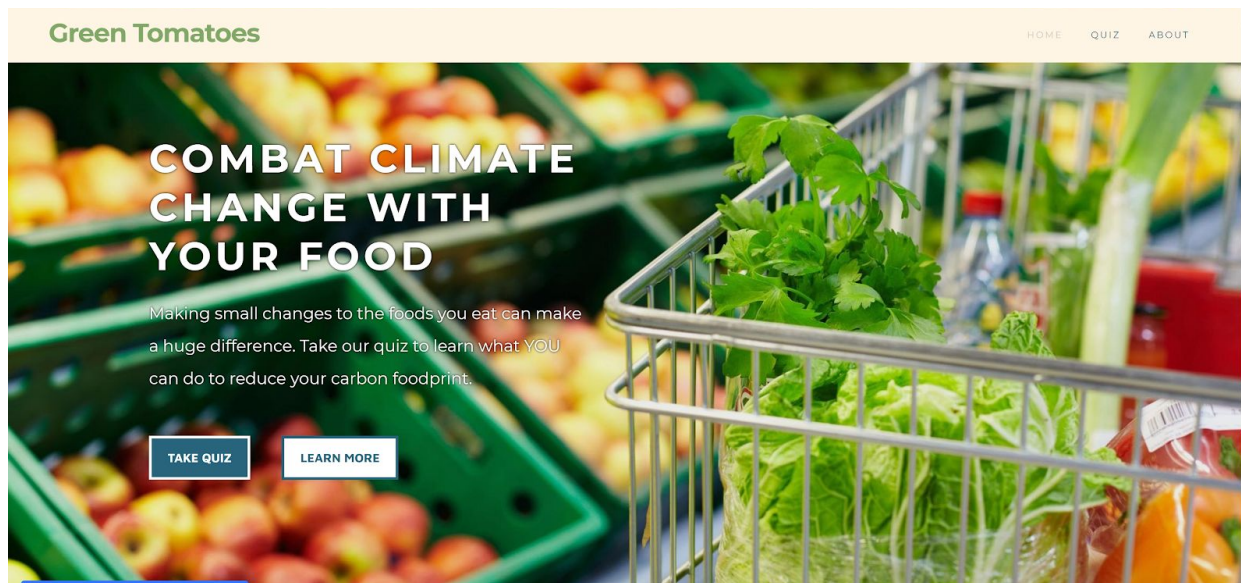 Green Tomatoes
HOME QUIZ ABOUT
COMBAT CLIMATE
CHANGE WITH
YOUR FOOD
Making small changes to the foods you eat can make
a huge difference. Take our quiz to learn what YOU
can do to reduce your carbon foodprint.
TAKE QUIZ LEARN MORE